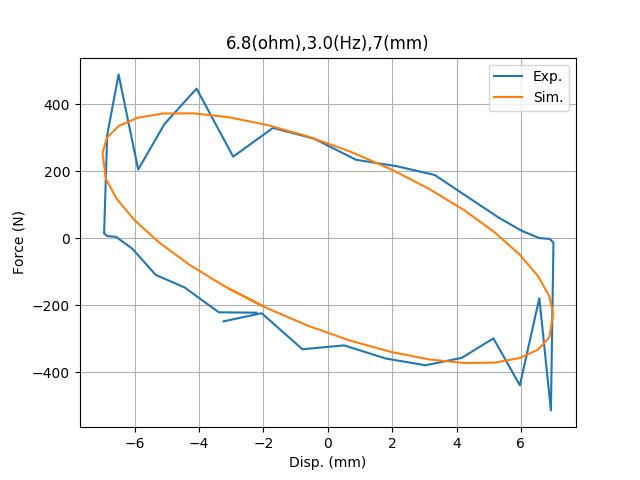 6.8(ohm),3.0(Hz),7(mm)
Exp.
Sim.
400
200
0
−200
−400
Force (N)
−6 −4 −2 0 2 4 6
Disp. (mm)